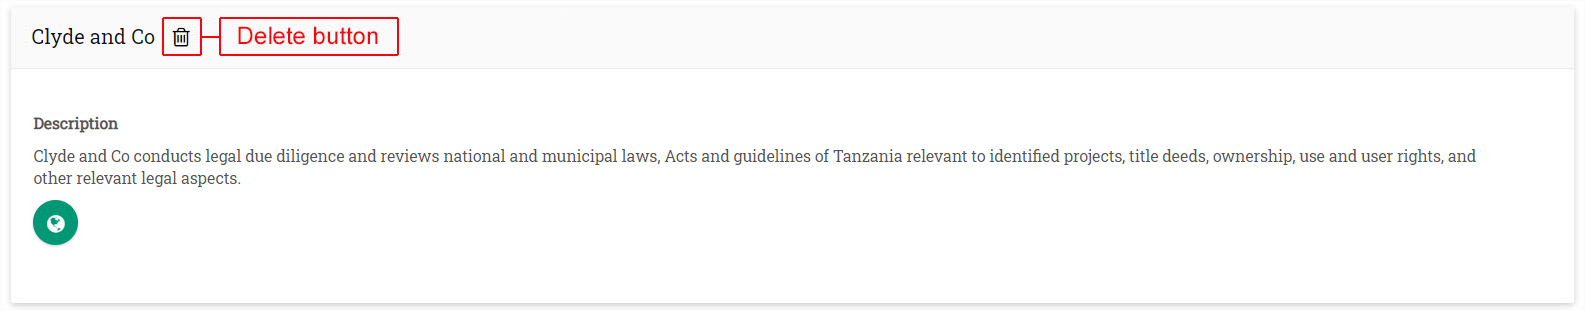 Clyde and Co
Delete button
Description
Clyde and Co conducts legal due diligence and reviews national and municipal laws, Acts and guidelines of Tanzania relevant to identified projects, title deeds, ownership, use and user rights, and
other relevant legal aspects.